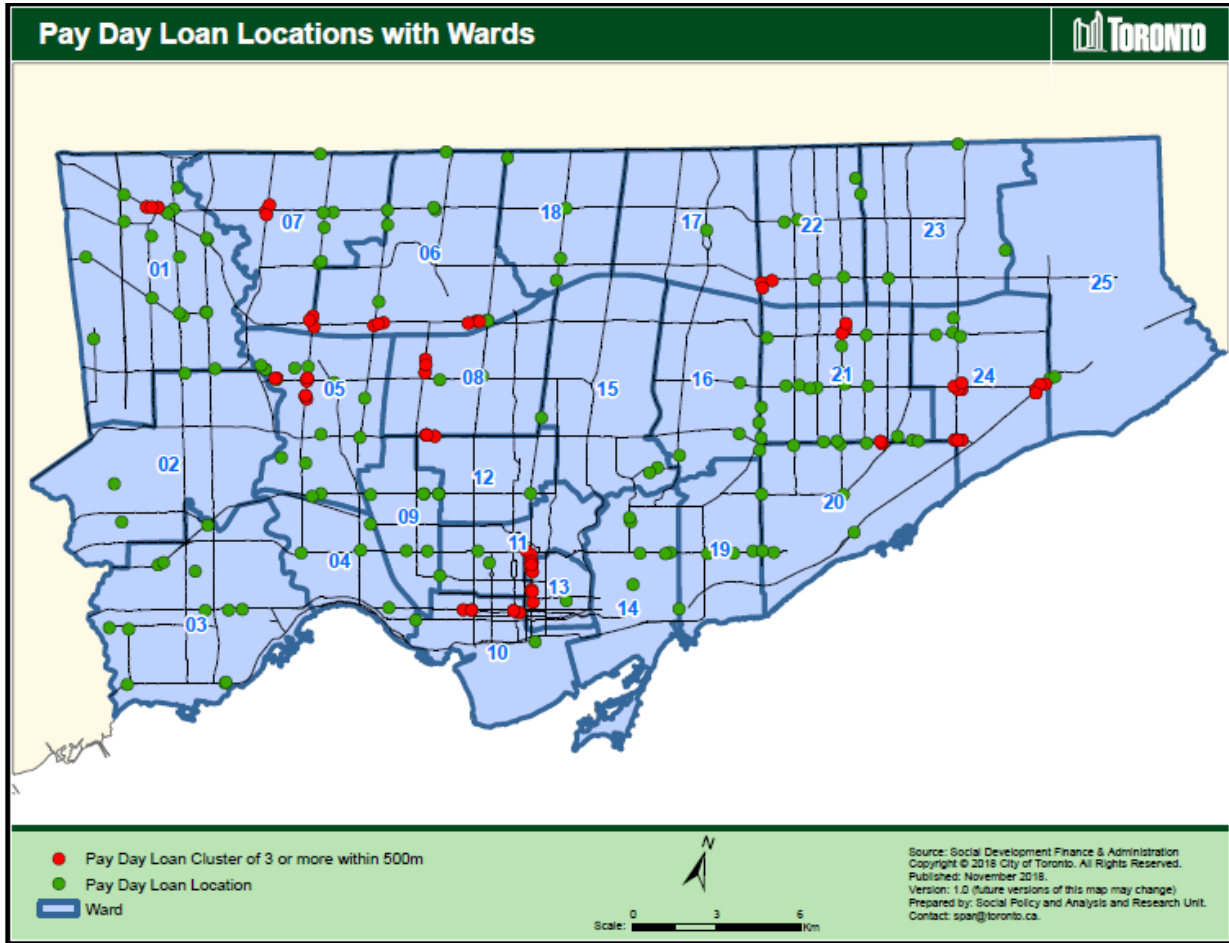 Pay Day Loan Locations with Wards
TORONTO
18
07
17
22
23
06
01
25
08
05
15
16
21
24
02
12
20
09
11
19
04
13
14
03
10
Pay Day Loan Cluster of 3 or more within 500m
Pay Day Loan Location
Ward
N
Scale:
0 3 6
Km
Source: Social Development Finance & Administration
Copyright © 2018 City of Toronto. All Rights Reserved.
Published: November 2018.
Version: 1.0 (future versions of this map may change)
Prepared by: Social Policy and Analysis and Research Unit.
Contact: spar@toronto.ca.